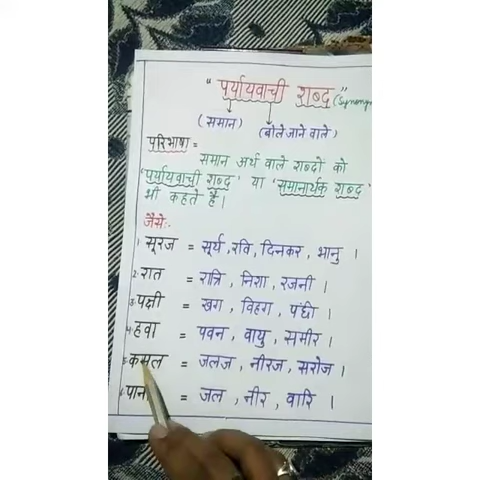 "पर्यायवाची शब्द" (Synonym
(समान) (बोले जाने वाले)
परिभाषा =
समान अर्थ वाले शब्दों को
'पर्यायवाची शब्द' या 'समानार्थक शब्द'
भी कहते है।
जैसे:-
1. सूरज = सूर्य, रवि, दिनकर, भानु।
2. रात = रात्रि, निशा, रजनी।
3. पक्षी = खग, विहग, पंछी।
4. हवा = पवन, वायु, समीर।
5. कमल = जलज, नीरज, सरोज।
6. पान = जल, नीर, वारि।